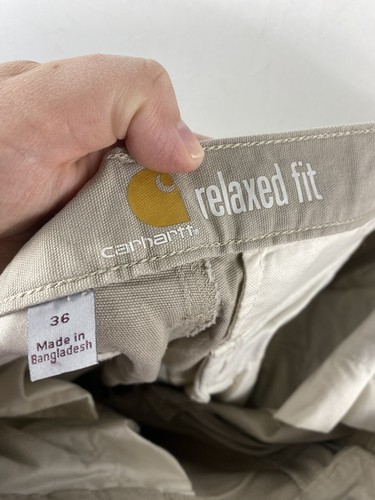 relaxed fit
carhartt
36
Made in
Bangladesh